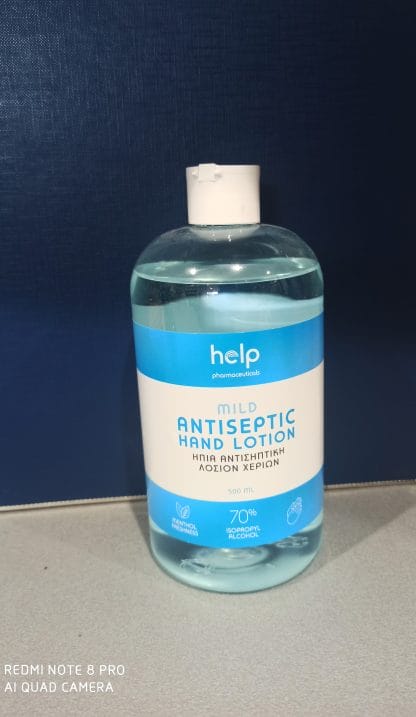 help
pharmaceuticals
MILD
ANTISEPTIC
HAND LOTION
ΗΠΙΑ ΑΝΤΙΣΗΠΤΙΚΗ
ΛΟΣΙΟΝ ΧΕΡΙΩΝ
500 ML
MENTHOL
FRESHNESS
70%
ISOPROPYL
ALCOHOL
REDMI NOTE 8 PRO
AI QUAD CAMERA